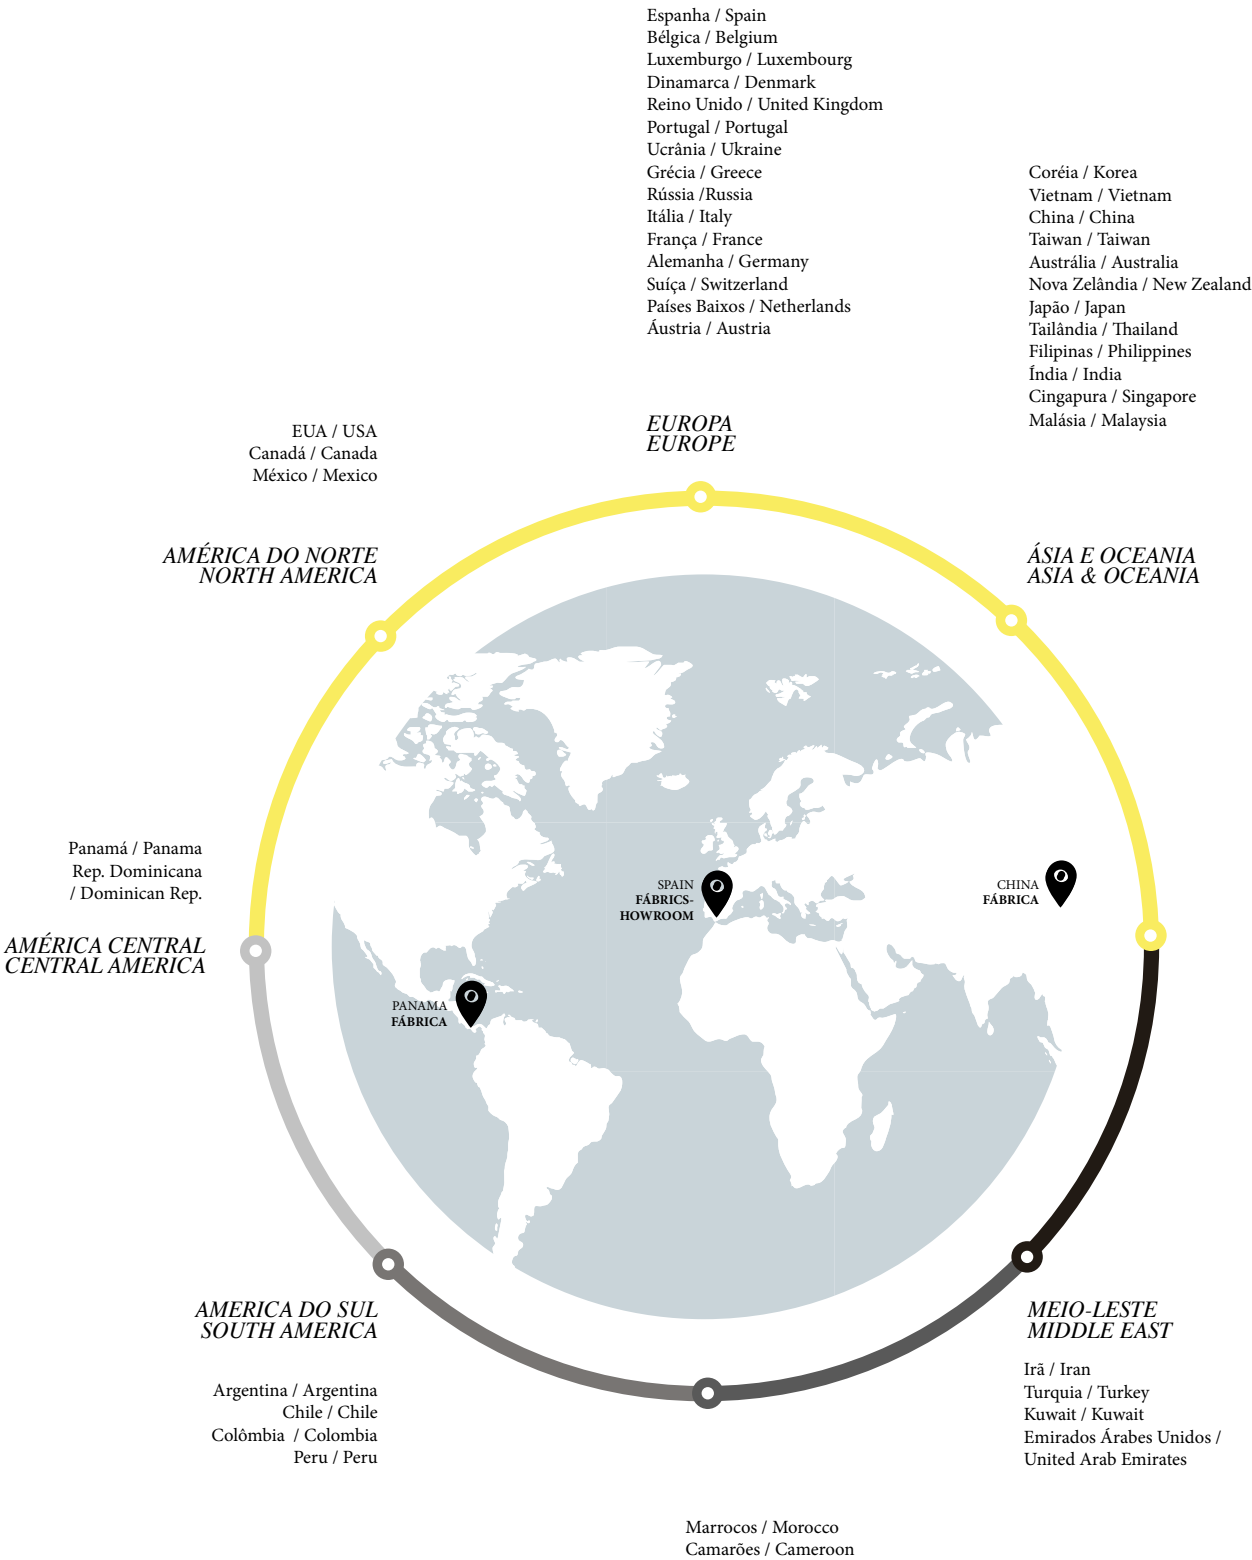 Espanha / Spain
Bélgica / Belgium
Luxemburgo / Luxembourg
Dinamarca / Denmark
Reino Unido / United Kingdom
Portugal / Portugal
Ucrânia / Ukraine
Grécia / Greece
Rússia /Russia
Itália / Italy
França / France
Alemanha / Germany
Suíça / Switzerland
Países Baixos / Netherlands
Áustria / Austria
EUROPA
EUROPE
Coréia / Korea
Vietnam / Vietnam
China / China
Taiwan / Taiwan
Austrália / Australia
Nova Zelândia / New Zealand
Japão / Japan
Tailândia / Thailand
Filipinas / Philippines
Índia / India
Cingapura / Singapore
Malásia / Malaysia
ÁSIA E OCEANIA
ASIA & OCEANIA
EUA / USA
Canadá / Canada
México / Mexico
AMÉRICA DO NORTE
NORTH AMERICA
Panamá / Panama
Rep. Dominicana
/ Dominican Rep.
AMÉRICA CENTRAL
CENTRAL AMERICA
SPAIN
FÁBRICS-
HOWROOM
CHINA
FÁBRICA
PANAMA
FÁBRICA
AMERICA DO SUL
SOUTH AMERICA
Argentina / Argentina
Chile / Chile
Colômbia  / Colombia
Peru / Peru
MEIO-LESTE
MIDDLE EAST
Irã / Iran
Turquia / Turkey
Kuwait / Kuwait
Emirados Árabes Unidos /
United Arab Emirates
Marrocos / Morocco
Camarões / Cameroon